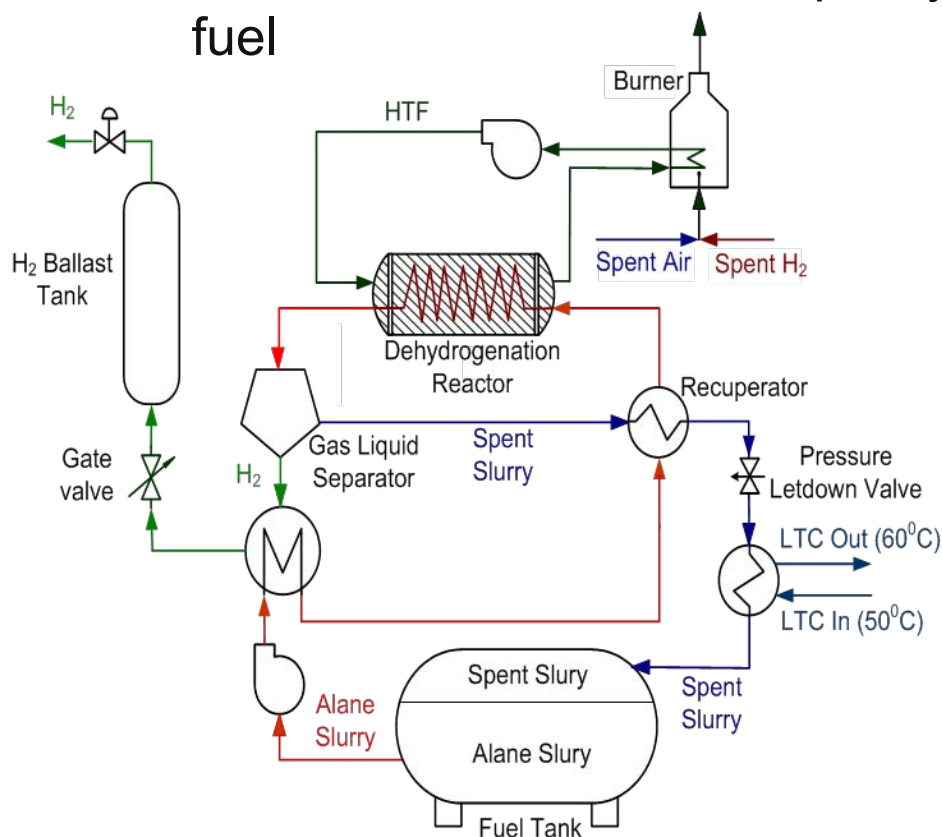 fuel
Burner
H₂
HTF
H₂ Ballast
Tank
Spent Air
Spent H₂
Dehydrogenation
Reactor
Recuperator
Gas Liquid
Separator
Spent
Slurry
Gate
valve
H₂
Pressure
Letdown Valve
LTC Out (60⁰C)
LTC In (50⁰C)
Spent Slury
Spent
Slurry
Alane
Slurry
Alane Slury
Fuel Tank